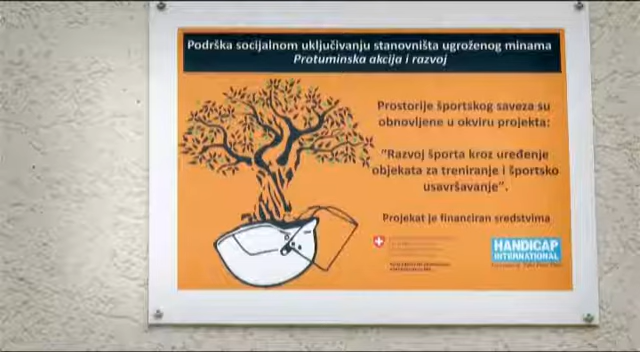 Podrška socijalnom uključivanju stanovništa ugroženog minama
Protuminska akcija i razvoj
Prostorije športskog saveza su
obnovljene u okviru projekta:
"Razvoj športa kroz uređenje
objekata za treniranje i športsko
usavršavanje".
Projekat je financiran sredstvima
HANDICAP
INTERNATIONAL